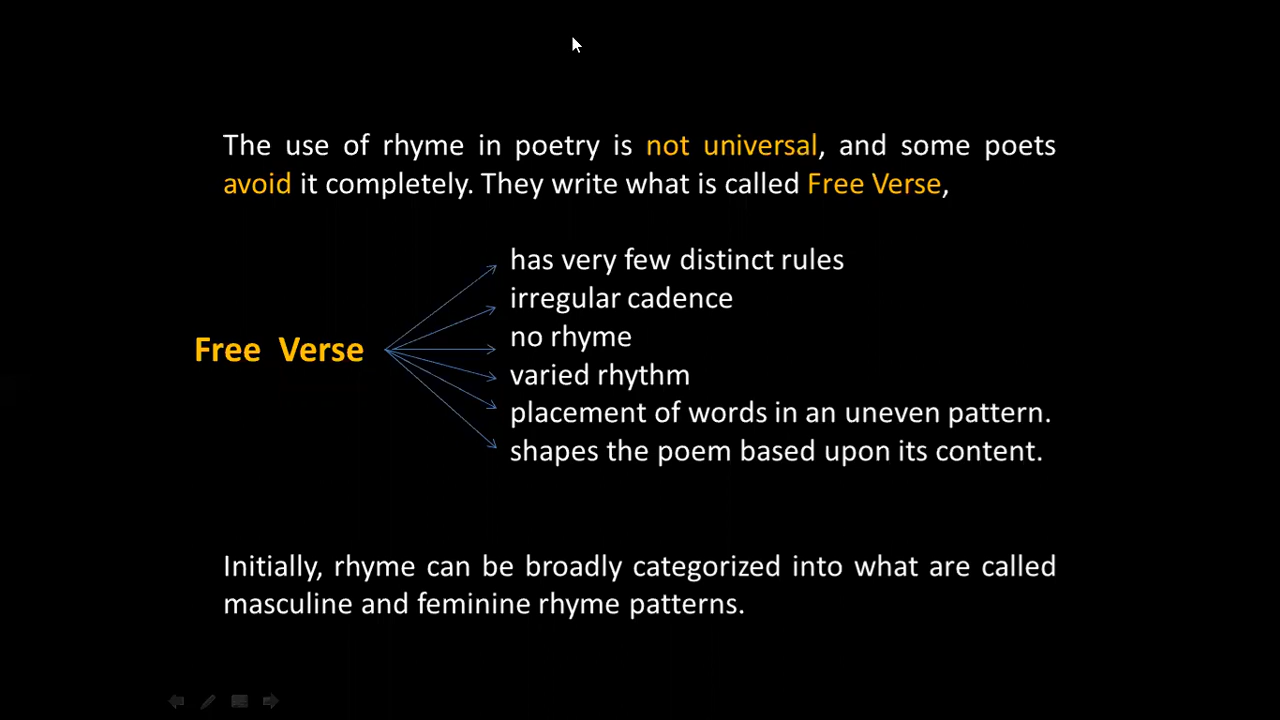 The use of rhyme in poetry is not universal, and some poets
avoid it completely. They write what is called Free Verse,
has very few distinct rules
irregular cadence
no rhyme
Free Verse
varied rhythm
placement of words in an uneven pattern.
shapes the poem based upon its content.
Initially, rhyme can be broadly categorized into what are called
masculine and feminine rhyme patterns.